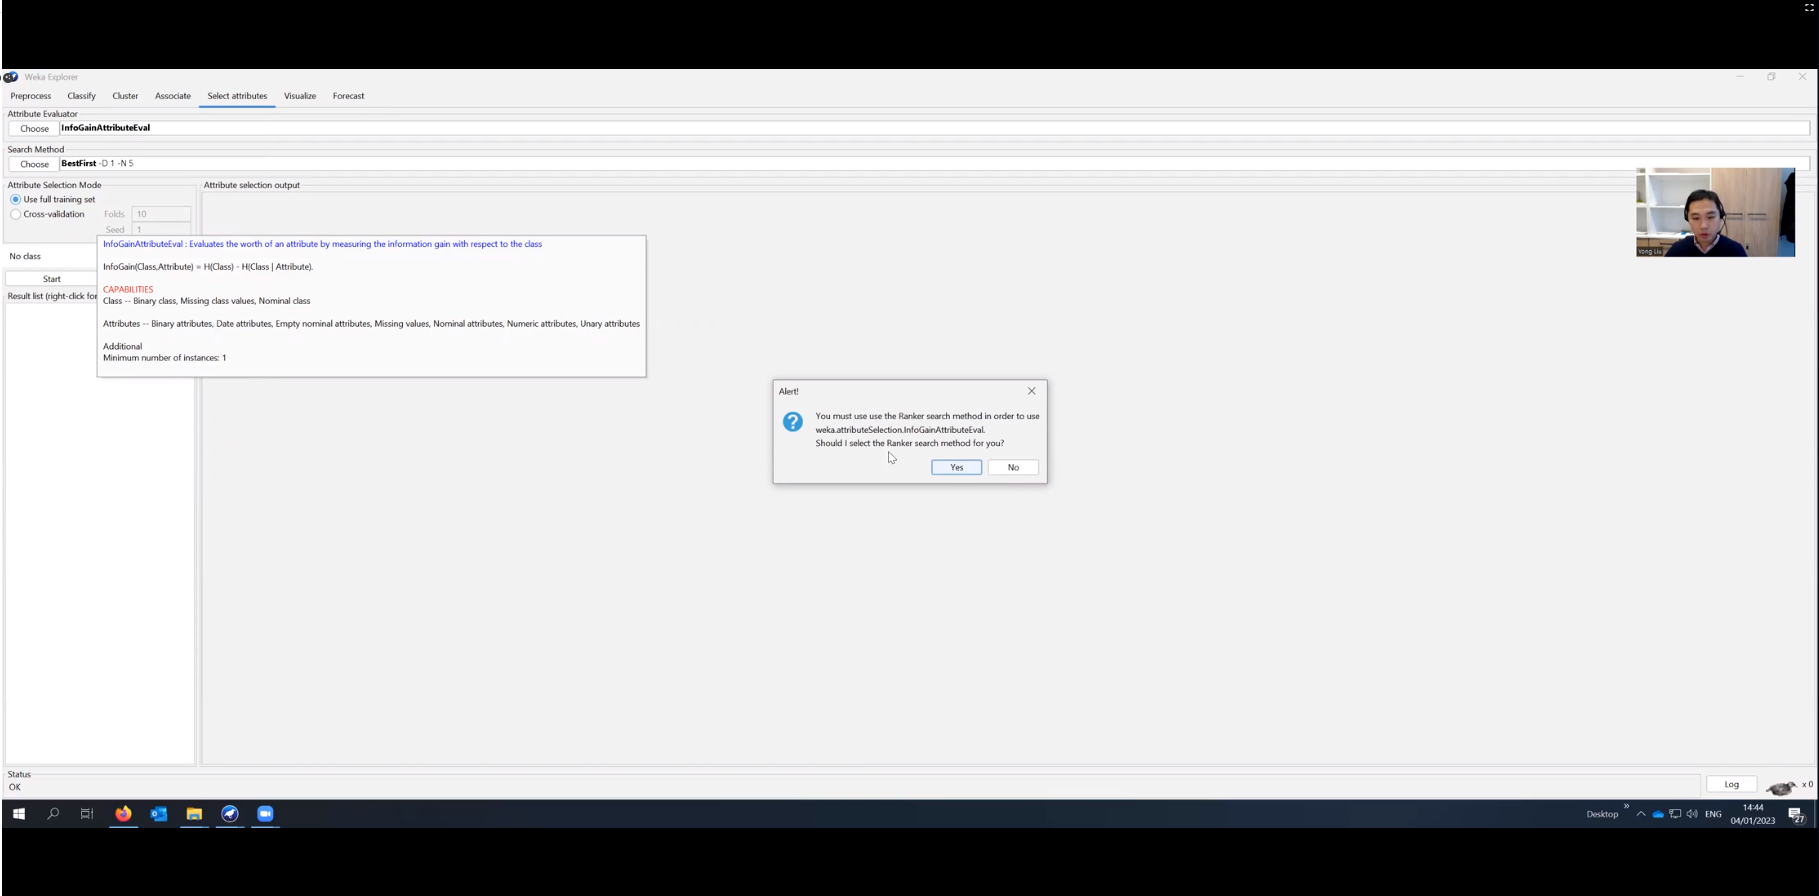 Weka Explorer
Preprocess Classify Cluster Associate Select attributes Visualize Forecast
Attribute Evaluator
Choose InfoGainAttributeEval
Search Method
Choose BestFirst -D 1 -N 5
Attribute Selection Mode
Use full training set
Cross-validation Folds 10
Seed 1
No class
Start
Result list (right-click for
Attribute selection output
InfoGainAttributeEval : Evaluates the worth of an attribute by measuring the information gain with respect to the class
InfoGain(Class,Attribute) = H(Class) - H(Class | Attribute).
CAPABILITIES
Class -- Binary class, Missing class values, Nominal class
Attributes -- Binary attributes, Date attributes, Empty nominal attributes, Missing values, Nominal attributes, Numeric attributes, Unary attributes
Additional
Minimum number of instances: 1
Yong Liu
Alert!
You must use use the Ranker search method in order to use
weka.attributeSelection.InfoGainAttributeEval.
Should I select the Ranker search method for you?
Yes No
Status
OK
Log x 0
Desktop » ENG 14:44
04/01/2023 27